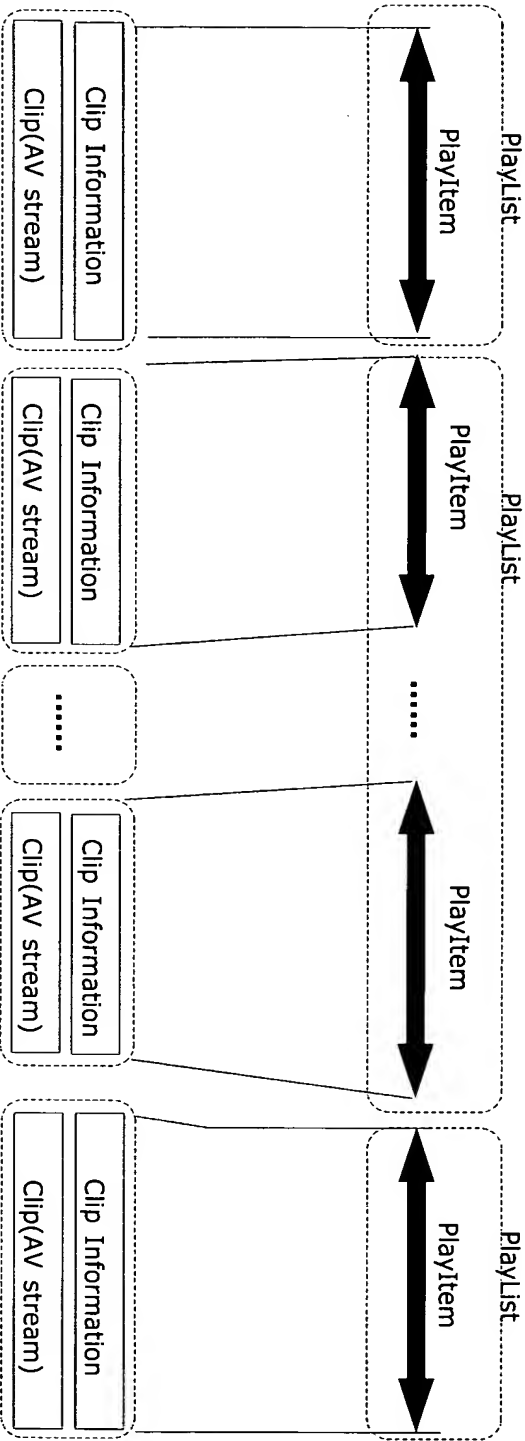 PlayList
PlayItem
Clip Information
Clip(AV stream)
PlayList
PlayItem
......
PlayItem
Clip Information
Clip(AV stream)
......
Clip Information
Clip(AV stream)
PlayList
PlayItem
Clip Information
Clip(AV stream)